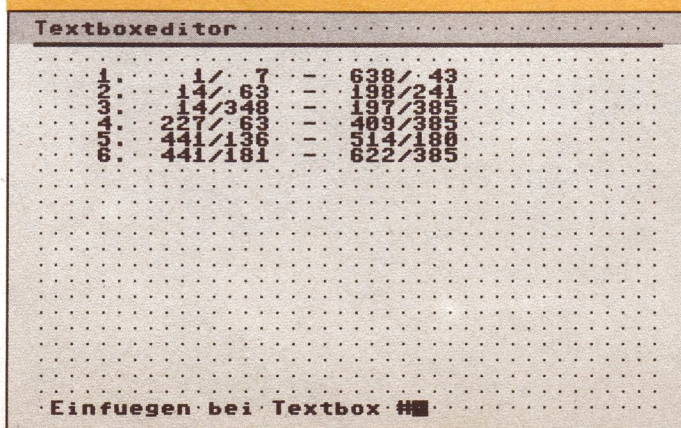 Textboxeditor
1. 1/ 7 - 638/ 43
2. 14/ 63 - 198/241
3. 14/348 - 197/385
4. 227/ 63 - 409/385
5. 441/136 - 514/180
6. 441/181 - 622/385
Einfuegen bei Textbox #